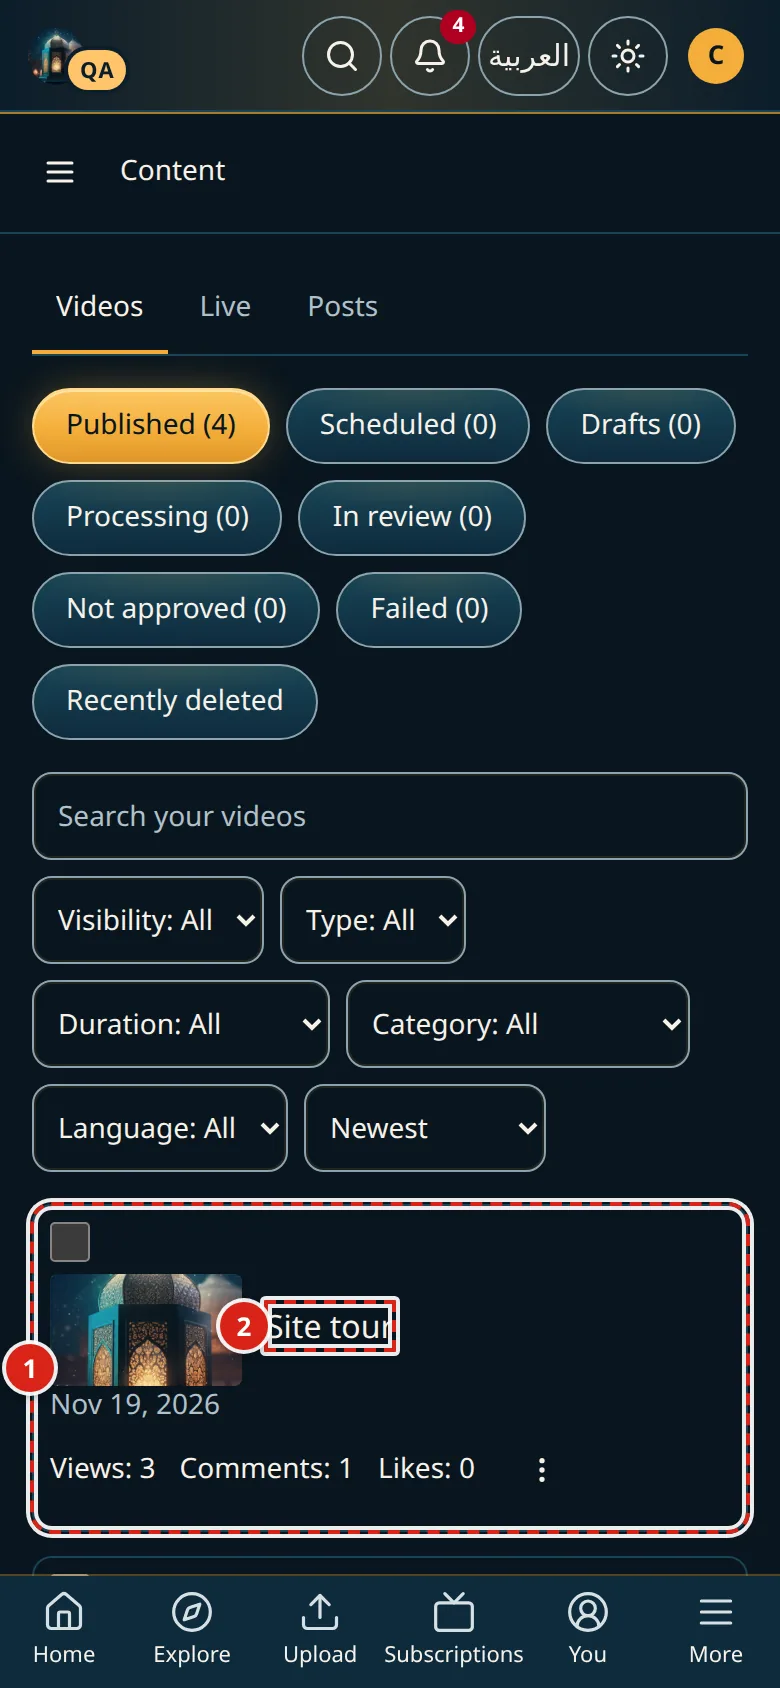 QA
4
العربية
C
Content
Videos Live Posts
Published (4) Scheduled (0) Drafts (0)
Processing (0) In review (0)
Not approved (0) Failed (0)
Recently deleted
Search your videos
Visibility: All Type: All
Duration: All Category: All
Language: All Newest
2 Site tour
1
Nov 19, 2026
Views: 3 Comments: 1 Likes: 0
Home Explore Upload Subscriptions You More